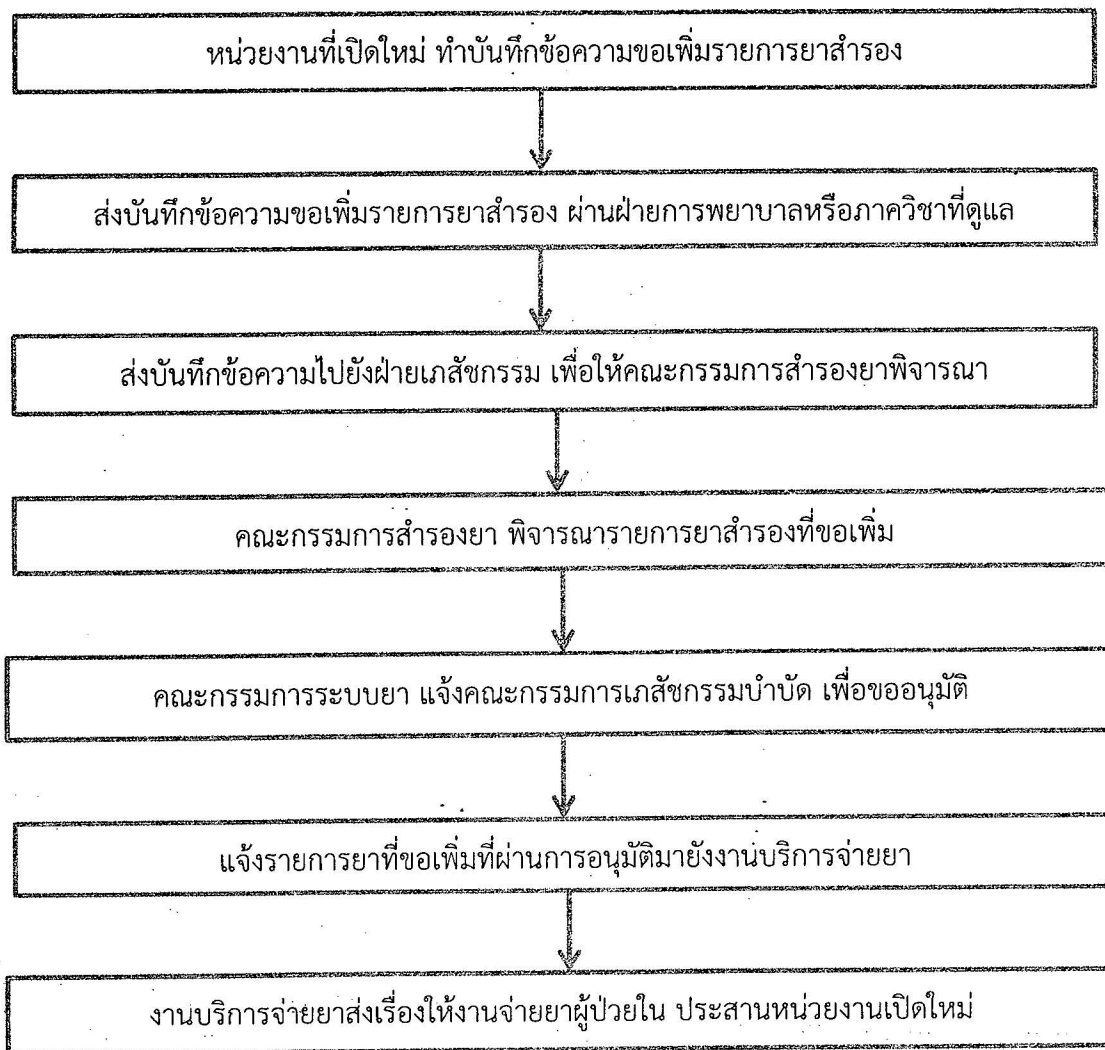 หน่วยงานที่เปิดใหม่ ทำบันทึกข้อความขอเพิ่มรายการยาสำรอง
ส่งบันทึกข้อความขอเพิ่มรายการยาสำรอง ผ่านฝ่ายการพยาบาลหรือภาควิชาที่ดูแล
ส่งบันทึกข้อความไปยังฝ่ายเภสัชกรรม เพื่อให้คณะกรรมการสำรองยาพิจารณา
คณะกรรมการสำรองยา พิจารณารายการยาสำรองที่ขอเพิ่ม
คณะกรรมการระบบยา แจ้งคณะกรรมการเภสัชกรรมบำบัด เพื่อขออนุมัติ
แจ้งรายการยาที่ขอเพิ่มที่ผ่านการอนุมัติมายังงานบริการจ่ายยา
งานบริการจ่ายยาส่งเรื่องให้งานจ่ายยาผู้ป่วยใน ประสานหน่วยงานเปิดใหม่